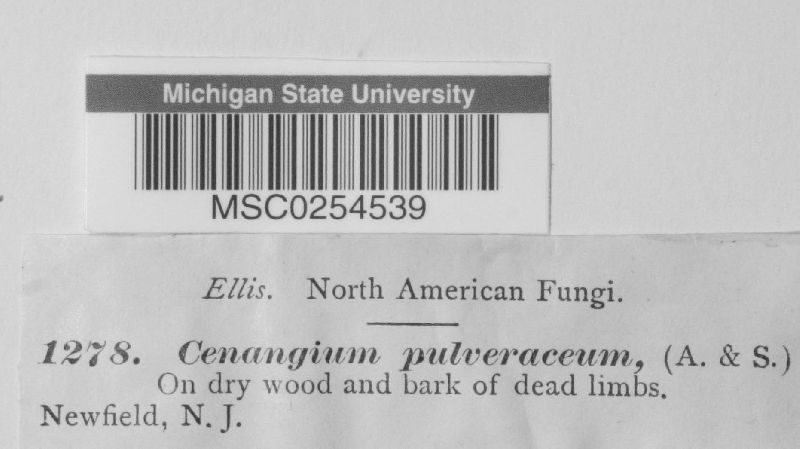 Michigan State University
MSC0254539
Ellis. North American Fungi.
1278. Cenangium pulveraceum, (A. & S.)
On dry wood and bark of dead limbs.
Newfield, N. J.